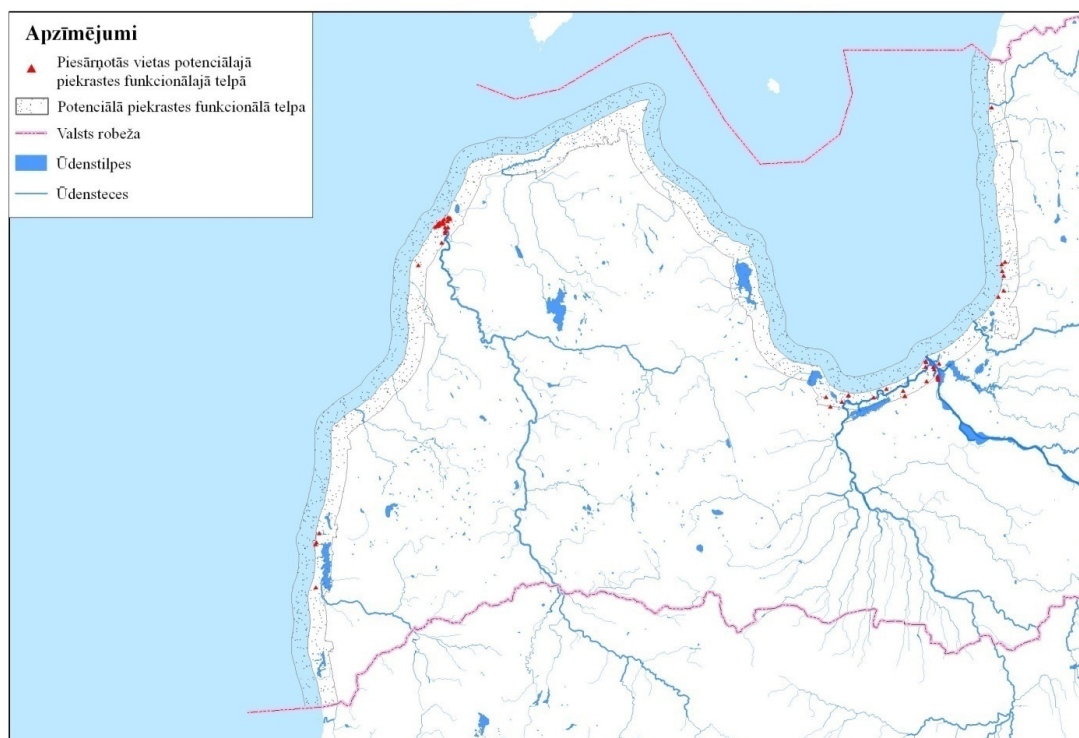 Apzīmējumi
Piesārņotās vietas potenciālajā
piekrastes funkcionālajā telpā
Potenciālā piekrastes funkcionālā telpa
Valsts robeža
Ūdenstilpes
Ūdensteces